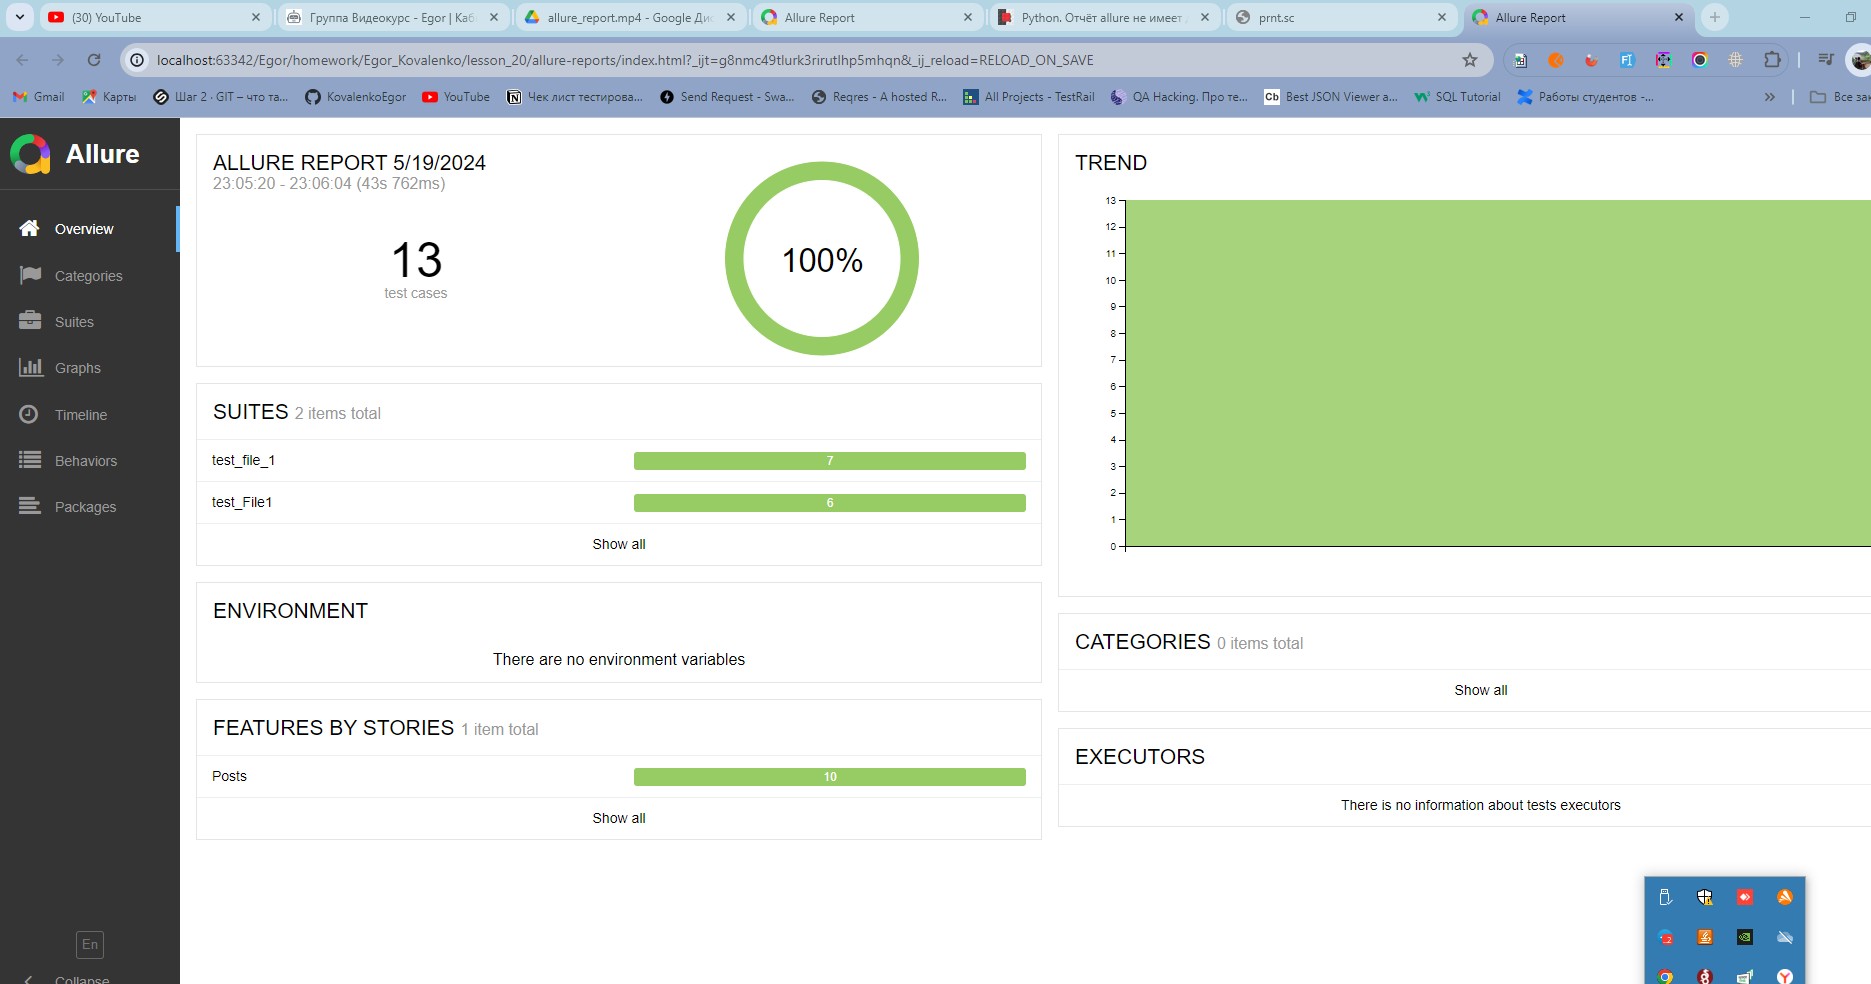 (30) YouTube
Группа Видеокурс - Egor | Каб
allure_report.mp4 - Google Ди
Allure Report
Python. Отчёт allure не имеет
prnt.sc
Allure Report
localhost:63342/Egor/homework/Egor_Kovalenko/lesson_20/allure-reports/index.html?_ijt=g8nmc49tlurk3rirutlhp5mhqn&_ij_reload=RELOAD_ON_SAVE
Gmail
Карты
Шаг 2 · GIT – что та...
KovalenkoEgor
YouTube
Чек лист тестирова...
Send Request - Swa...
Reqres - A hosted R...
All Projects - TestRail
QA Hacking. Про те...
Best JSON Viewer a...
SQL Tutorial
Работы студентов -...
»
Все зак
Allure
Overview
Categories
Suites
Graphs
Timeline
Behaviors
Packages
En
Collapse
ALLURE REPORT 5/19/2024
23:05:20 - 23:06:04 (43s 762ms)
13
test cases
100%
SUITES 2 items total
test_file_1 7
test_File1 6
Show all
ENVIRONMENT
There are no environment variables
FEATURES BY STORIES 1 item total
Posts 10
Show all
TREND
13
12
11
10
9
8
7
6
5
4
3
2
1
0
CATEGORIES 0 items total
Show all
EXECUTORS
There is no information about tests executors